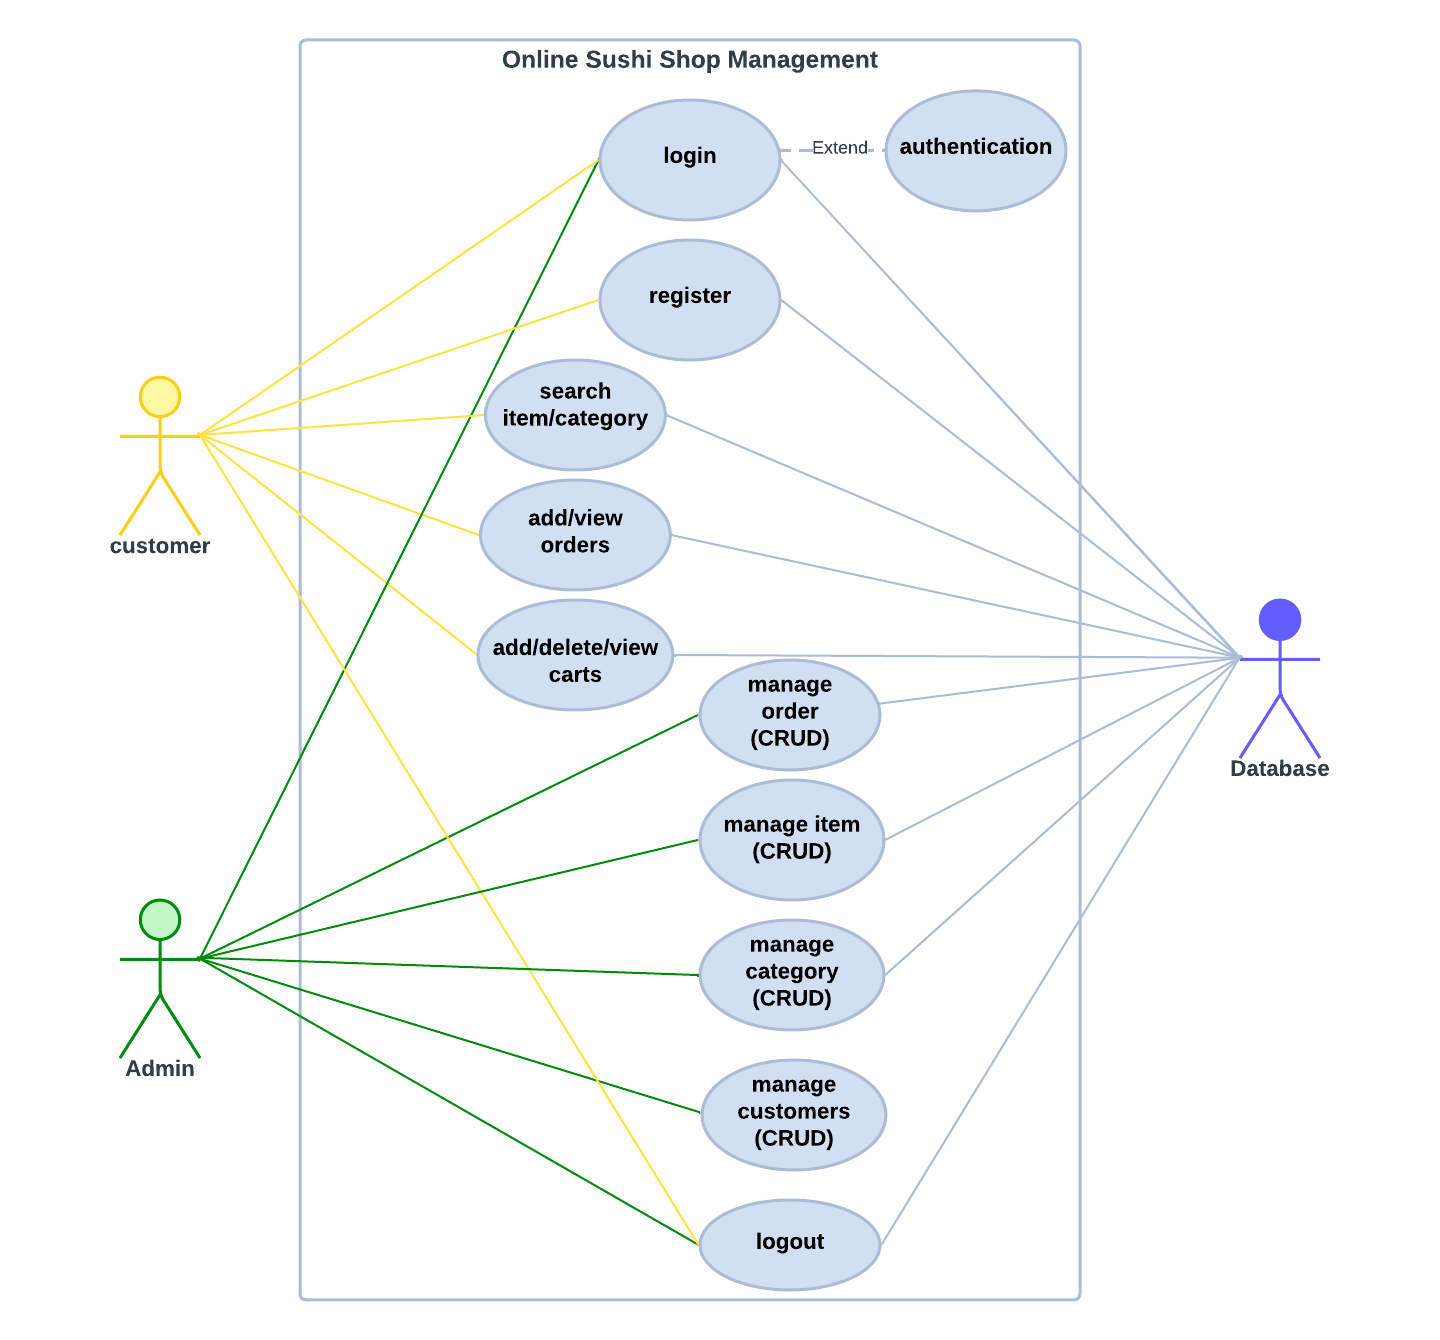 Online Sushi Shop Management
login
Extend
authentication
register
search
item/category
add/view
orders
customer
add/delete/view
carts
manage
order
(CRUD)
Database
manage item
(CRUD)
manage
category
(CRUD)
Admin
manage
customers
(CRUD)
logout